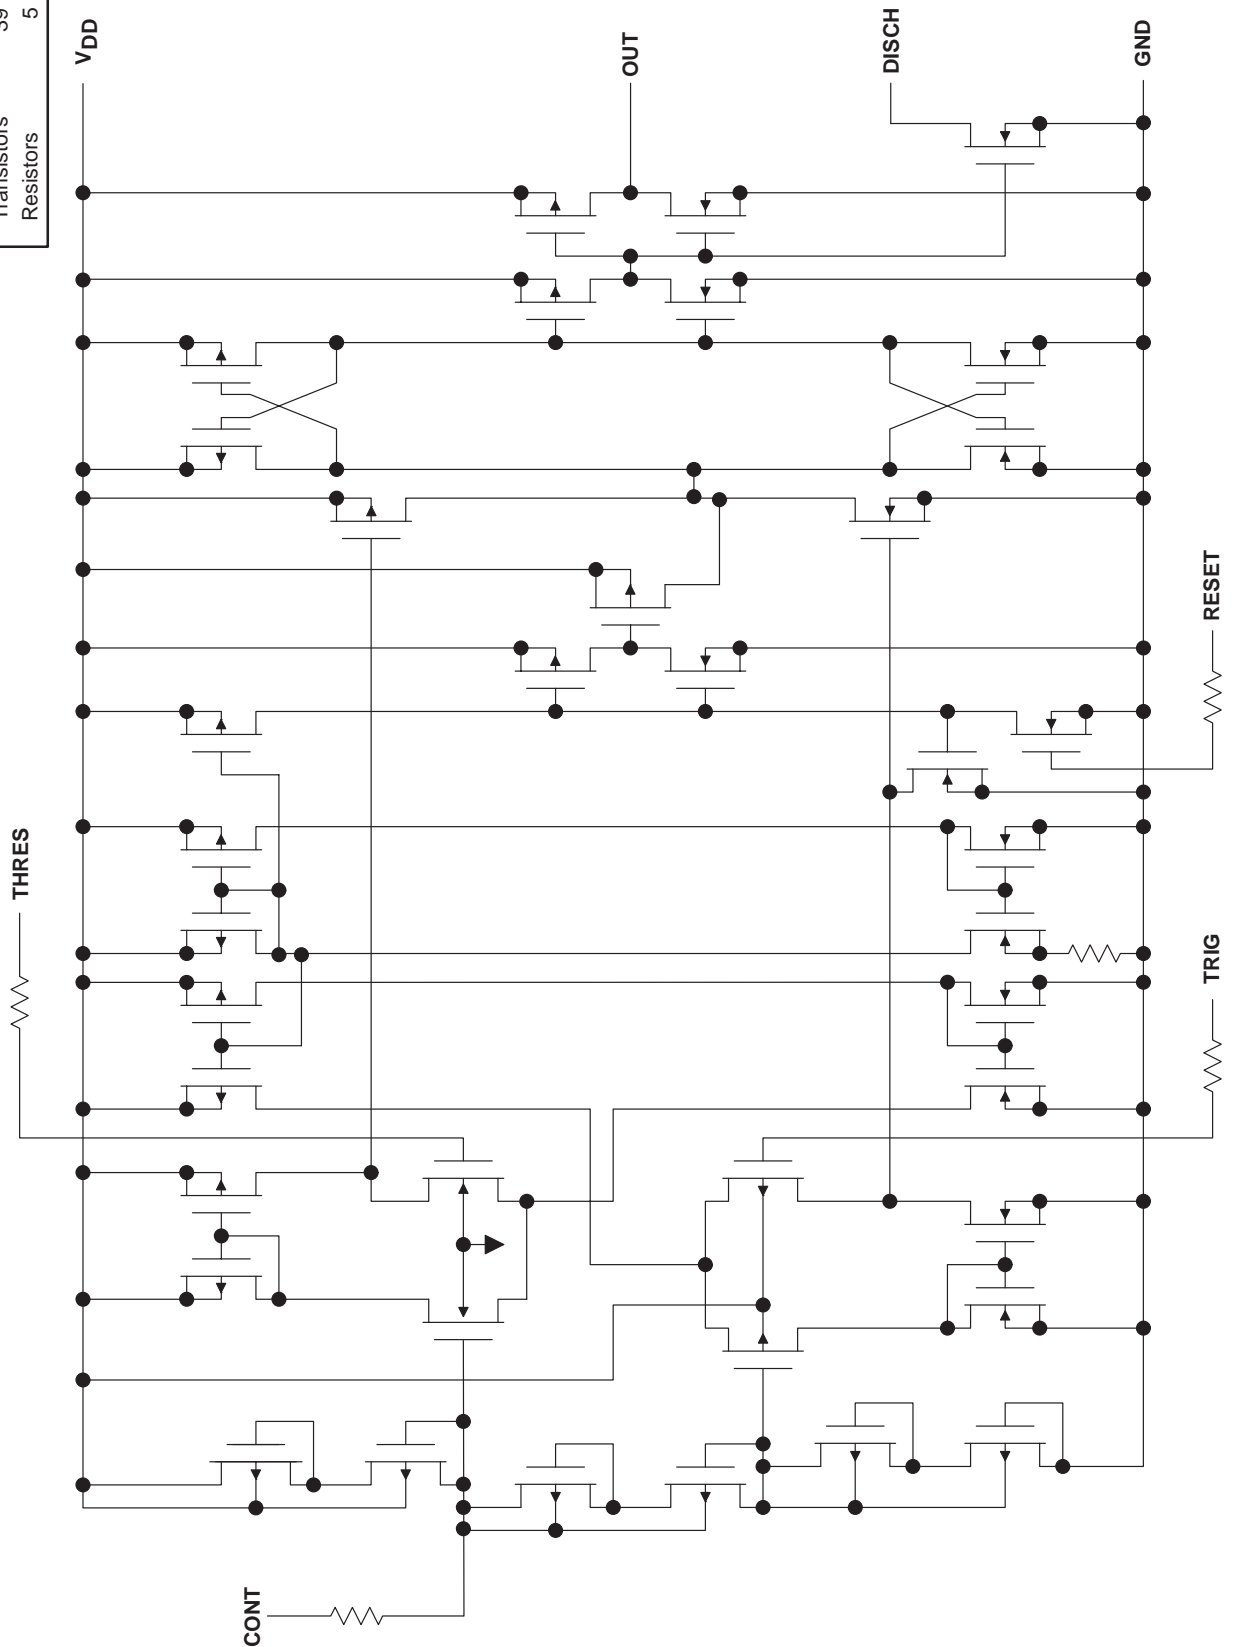 Transistors 39
Resistors 5
VDD
OUT
DISCH
GND
RESET
THRES
TRIG
CONT